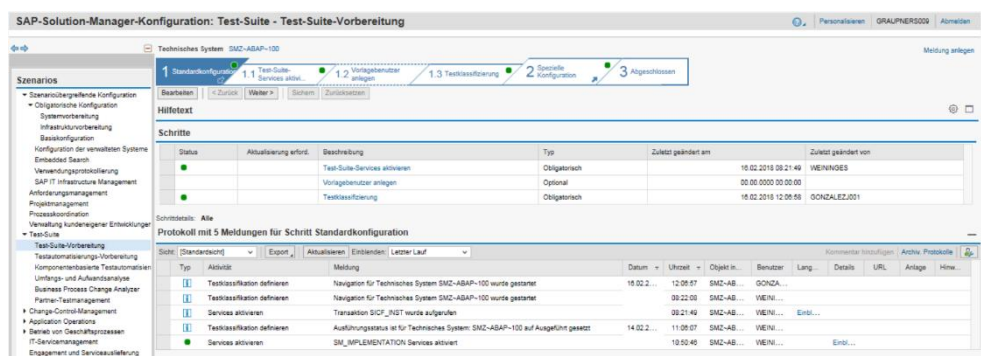 SAP-Solution-Manager-Konfiguration: Test-Suite - Test-Suite-Vorbereitung
Personalisieren GRAUPNERS009 Abmelden
Technisches System SMZ~ABAP~100
Meldung anlegen
1 Standardkonfiguration
1.1 Test-Suite-Services aktivi...
1.2 Vorlagebenutzer anlegen
1.3 Testklassifizierung
2 Spezielle Konfiguration
3 Abgeschlossen
Bearbeiten < Zurück Weiter > Sichern Zurücksetzen
Hilfetext
Szenarios
Szenarioübergreifende Konfiguration
Obligatorische Konfiguration
Systemvorbereitung
Infrastrukturvorbereitung
Basiskonfiguration
Konfiguration der verwalteten Systeme
Embedded Search
Verwendungsprotokollierung
SAP IT Infrastructure Management
Anforderungsmanagement
Projektmanagement
Prozesskoordination
Verwaltung kundeneigener Entwicklunger
Test-Suite
Test-Suite-Vorbereitung
Testautomatisierungs-Vorbereitung
Komponentenbasierte Testautomatisien
Umfangs- und Aufwandsanalyse
Business Process Change Analyzer
Partner-Testmanagement
Change-Control-Management
Application Operations
Betrieb von Geschäftsprozessen
IT-Servicemanagement
Engagement und Serviceauslieferung
Schritte
Status Aktualisierung erford. Beschreibung Typ Zuletzt geändert am Zuletzt geändert von
Test-Suite-Services aktivieren Obligatorisch 16.02.2018 08:21:49 WEININGES
Vorlagebenutzer anlegen Optional 00.00.0000 00:00:00
Testklassifizierung Obligatorisch 16.02.2018 12:06:58 GONZALEZJ001
Schrittdetails: Alle
Protokoll mit 5 Meldungen für Schritt Standardkonfiguration
Sicht: [Standardsicht] Export Aktualisieren Einblenden: Letzter Lauf Kommentar hinzufügen Archiv. Protokolle
Typ Aktivität Meldung Datum Uhrzeit Objekt in... Benutzer Lang... Details URL Anlage Hinw...
Testklassifikation definieren Navigation für Technisches System SMZ~ABAP~100 wurde gestartet 16.02.2... 12:06:57 SMZ~AB... GONZA...
Testklassifikation definieren Navigation für Technisches System SMZ~ABAP~100 wurde gestartet 08:22:08 SMZ~AB... WEINI...
Services aktivieren Transaktion SICF_INST wurde aufgerufen 08:21:49 SMZ~AB... WEINI... Einbl...
Testklassifikation definieren Ausführungsstatus ist für Technisches System: SMZ~ABAP~100 auf Ausgeführt gesetzt 14.02.2... 11:06:07 SMZ~AB... WEINI...
Services aktivieren SM_IMPLEMENTATION Services aktiviert 10:50:46 SMZ~AB... WEINI... Einbl...